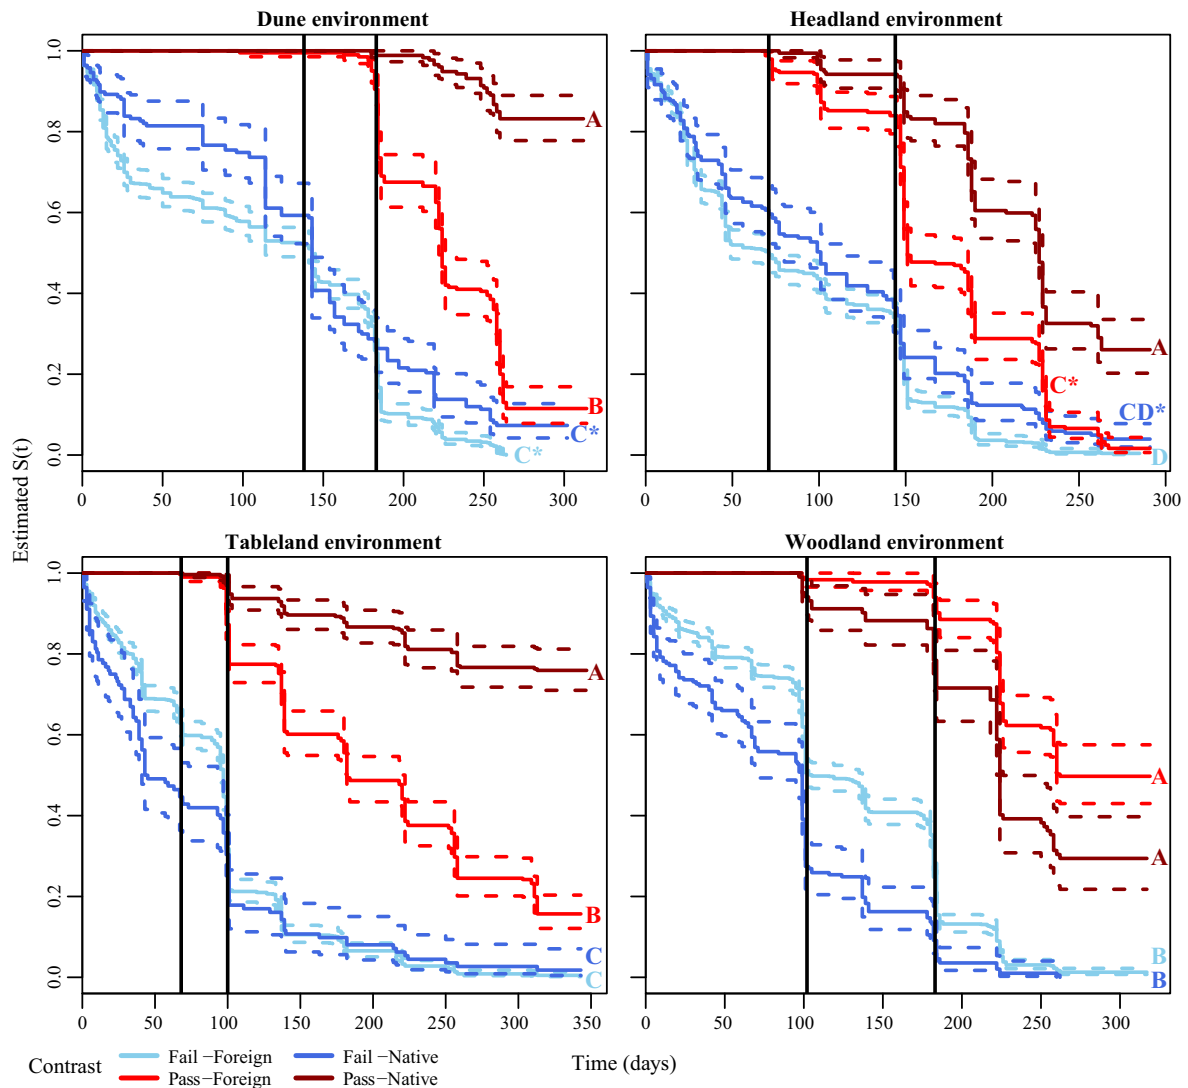 Dune environment
Headland environment
1.0
0.8
0.6
0.4
0.2
0.0
A
B
C*
C*
A
C*
CD*
D
0 50 100 150 200 250 300
0 50 100 150 200 250 300
Estimated S(t)
Tableland environment
Woodland environment
1.0
0.8
0.6
0.4
0.2
0.0
A
B
C
C
A
A
B
B
0 50 100 150 200 250 300 350
0 50 100 150 200 250 300
Time (days)
Contrast
Fail −Foreign
Fail −Native
Pass−Foreign
Pass−Native